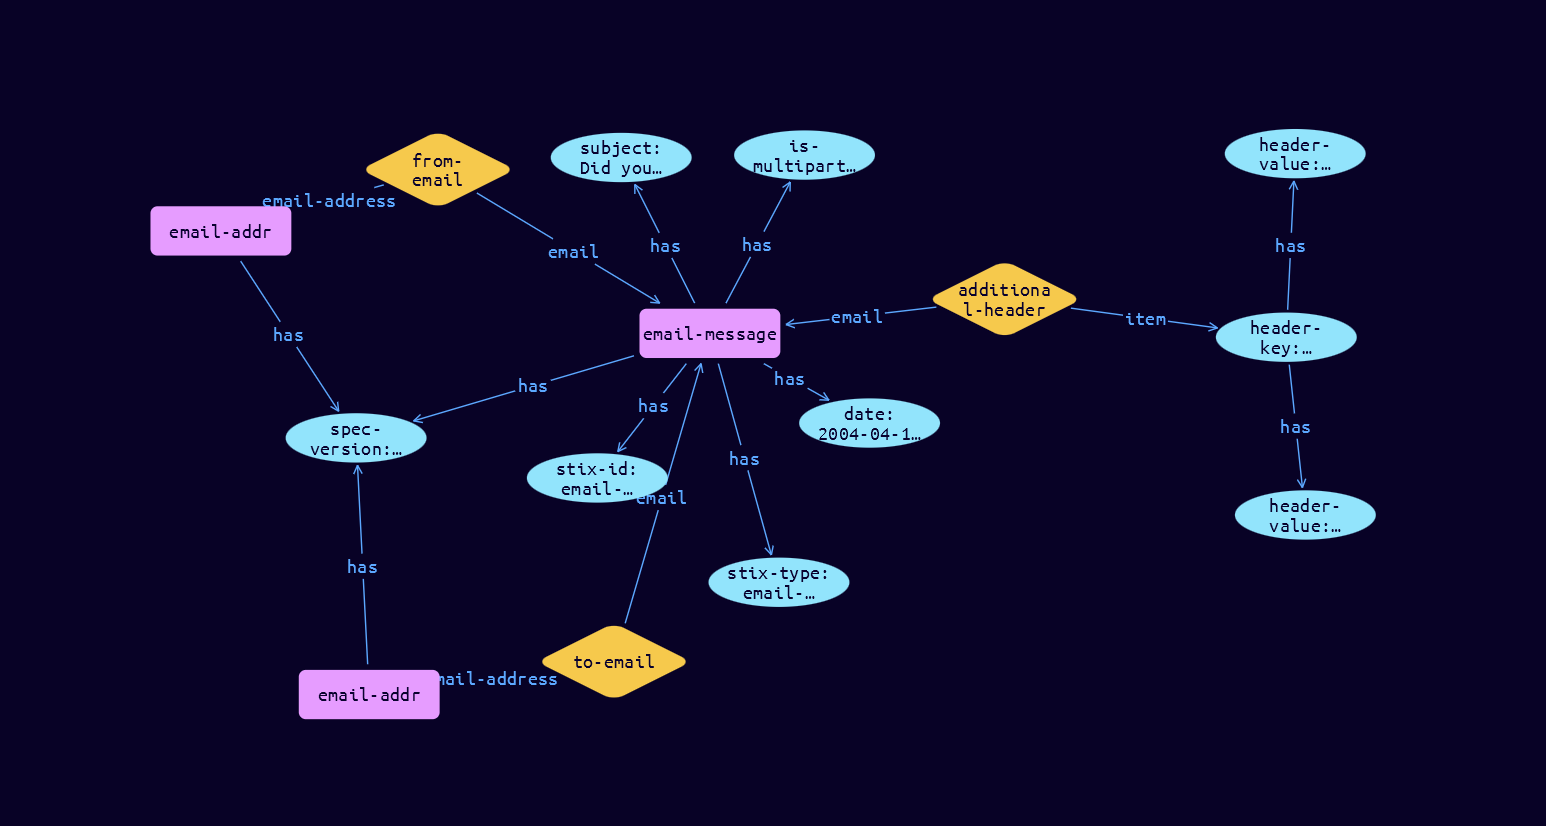 from-
email
subject:
Did you…
is-
multipart…
header-
value:…
email-address
email-addr
email
has
has
has
additiona
l-header
email
item
email-message
header-
key:…
has
has
has
has
date:
2004-04-1…
has
spec-
version:…
has
stix-id:
email-…
email
header-
value:…
has
stix-type:
email-…
to-email
mail-address
email-addr